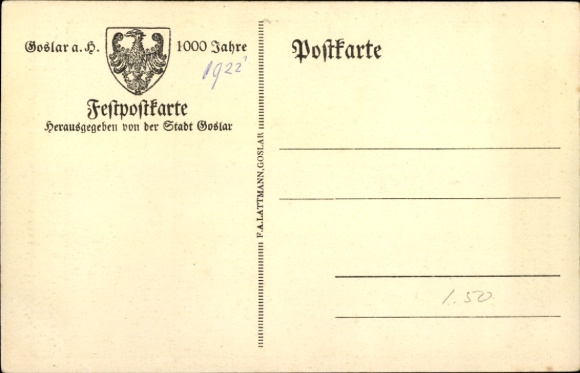 Goslar a. H. 1000 Jahre
1922
Festpostkarte
Herausgegeben von der Stadt Goslar
Postkarte
F. A. LATTMANN, GOSLAR
1.50